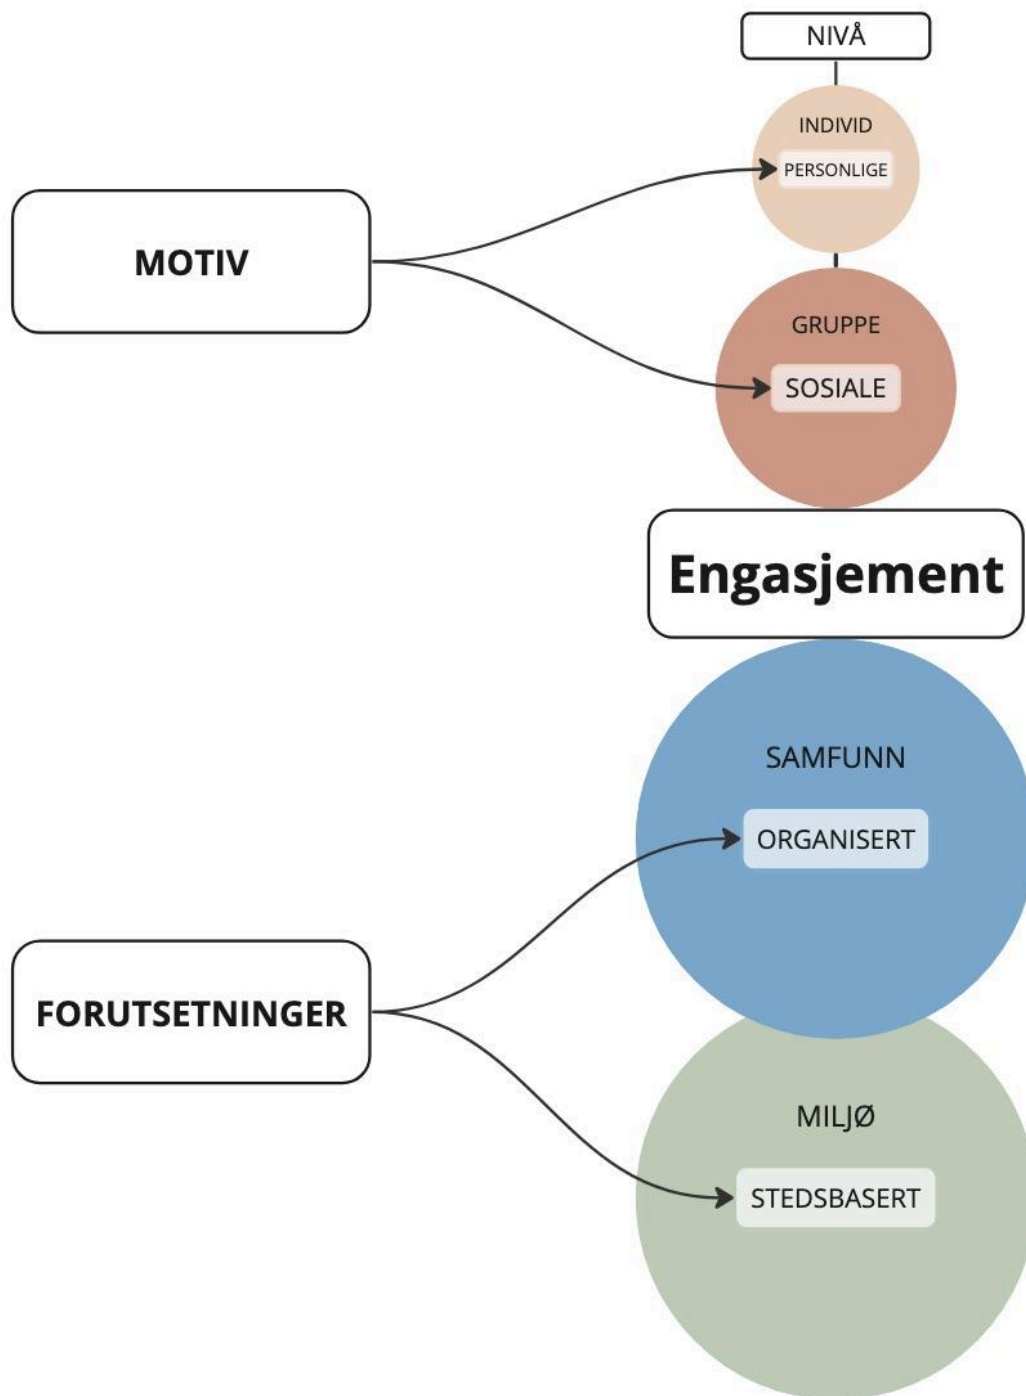 NIVÅ
INDIVID
PERSONLIGE
MOTIV
GRUPPE
SOSIALE
Engasjement
SAMFUNN
ORGANISERT
FORUTSETNINGER
MILJØ
STEDSBASERT